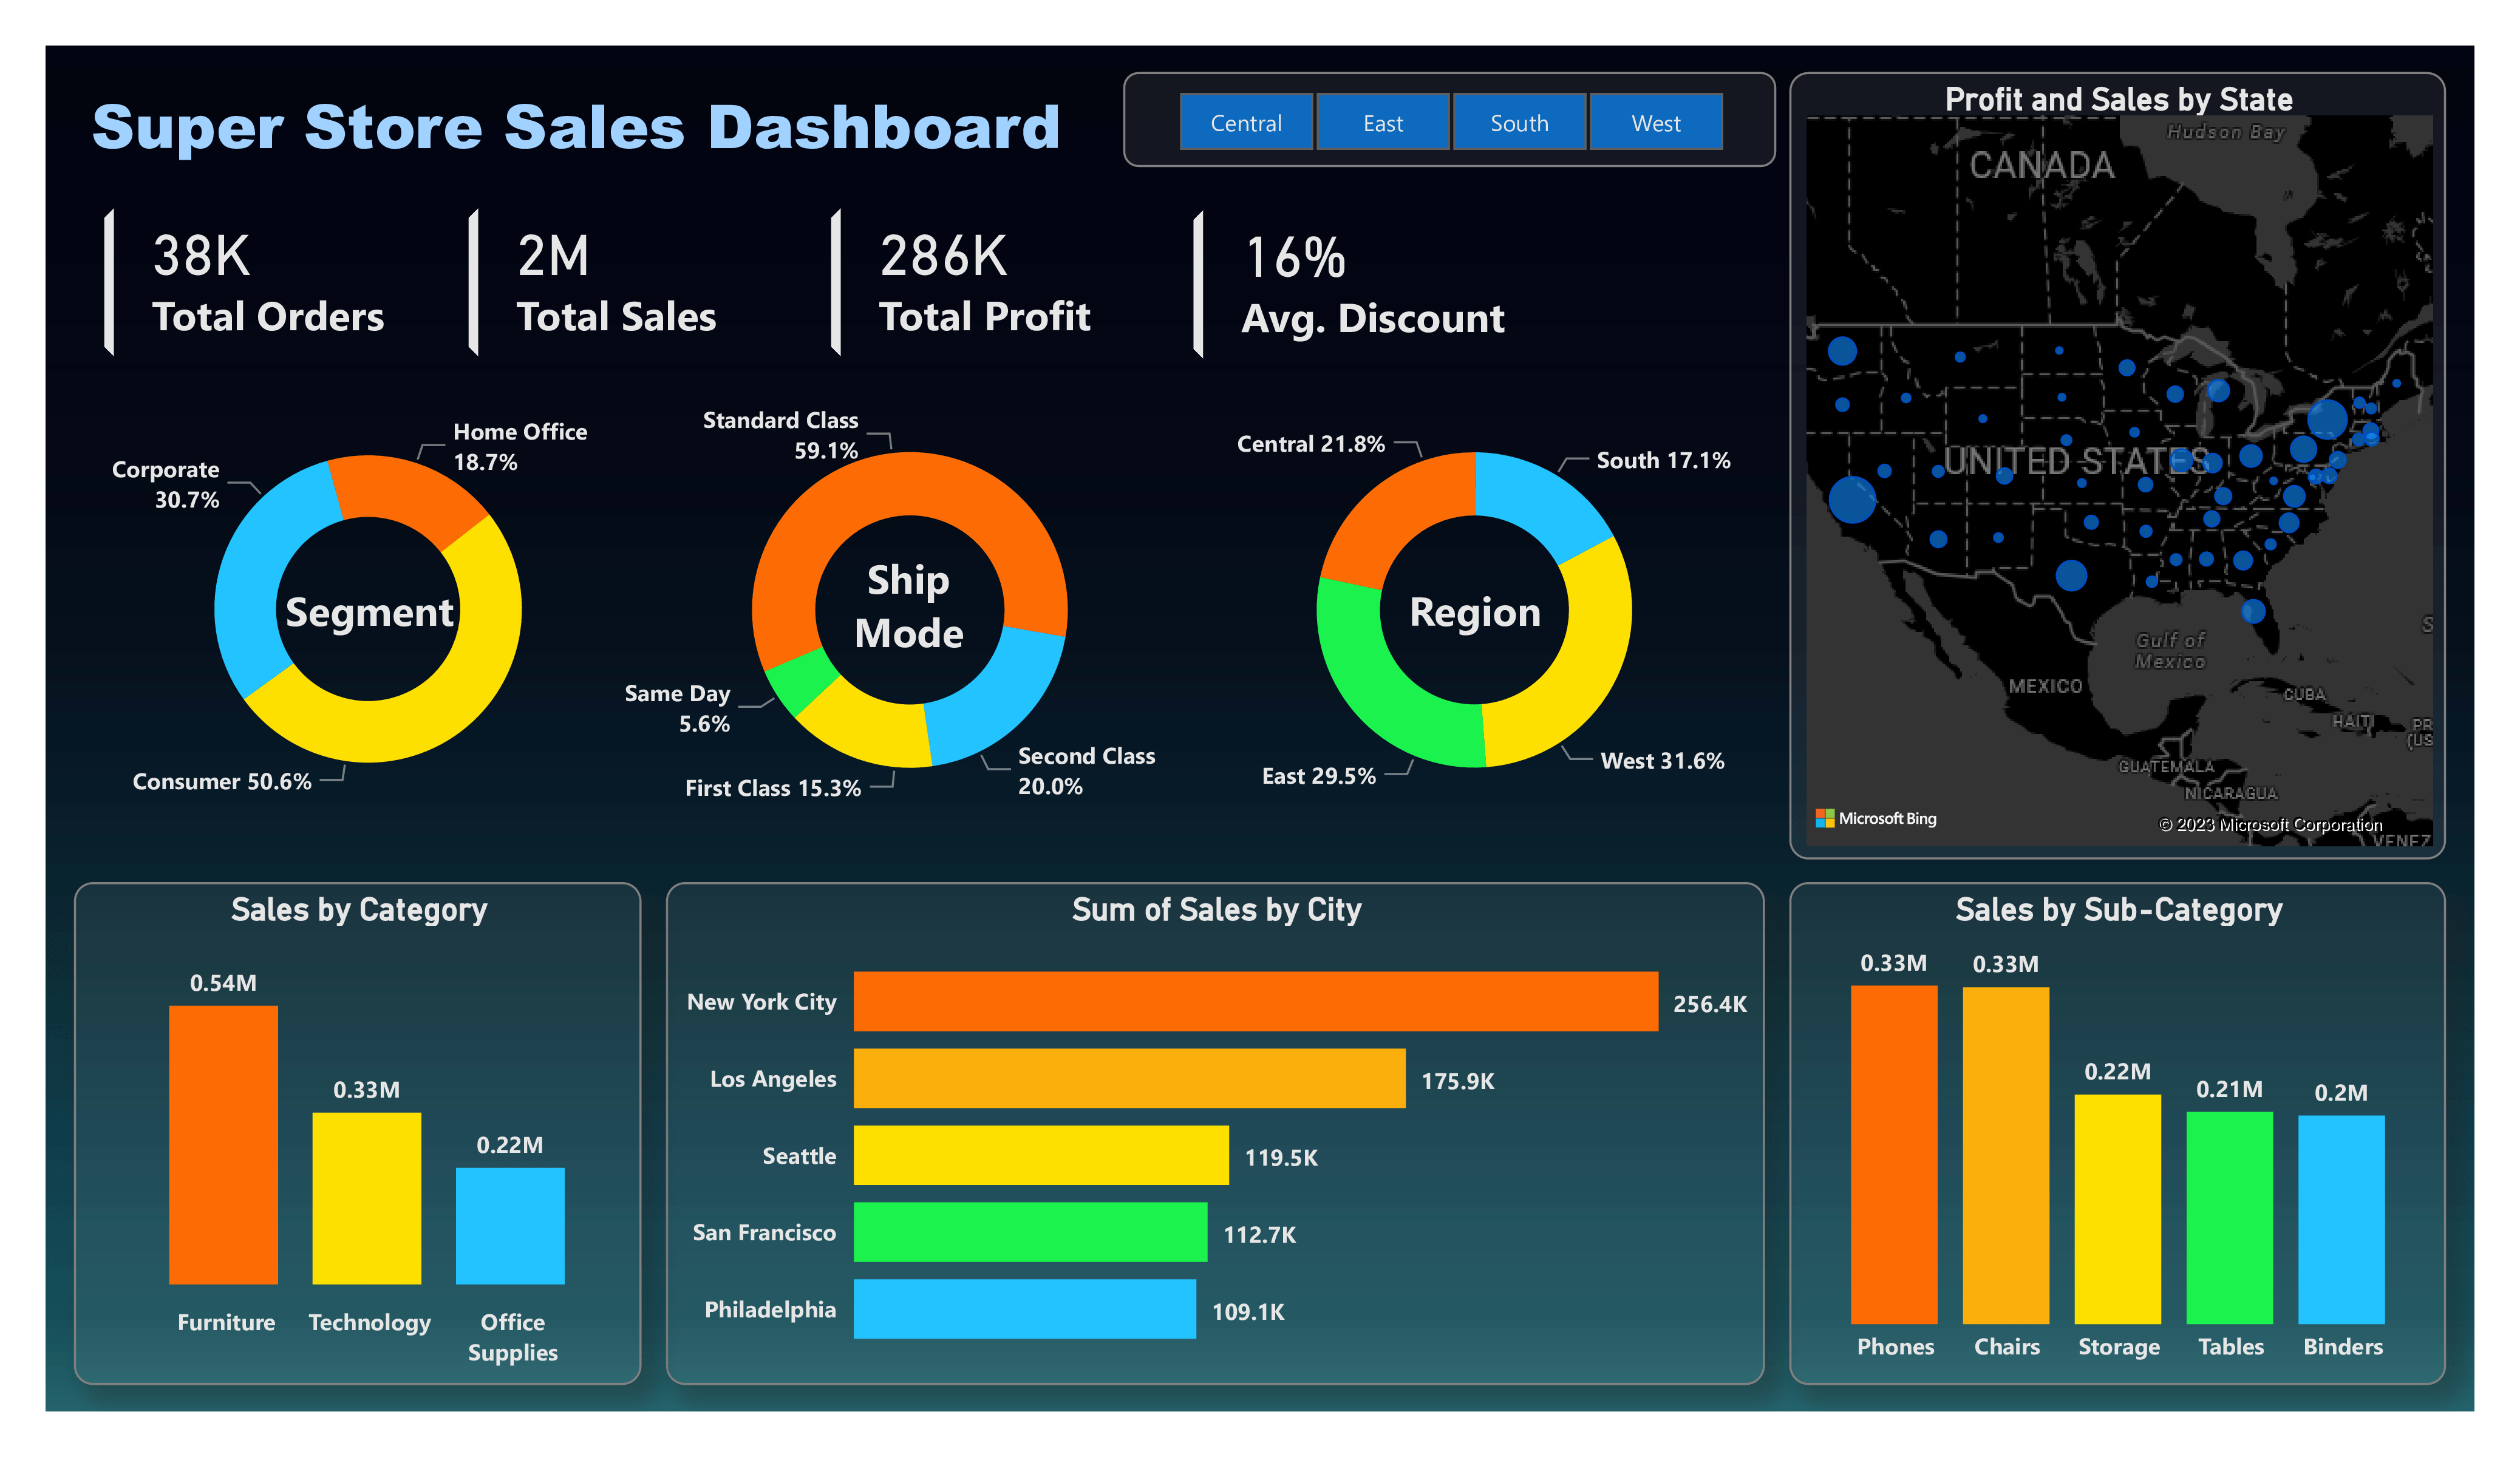 Super Store Sales Dashboard
Central
East
South
West
38K
Total Orders
2M
Total Sales
286K
Total Profit
16%
Avg. Discount
Home Office
18.7%
Corporate
30.7%
Segment
Consumer 50.6%
Standard Class
59.1%
Ship
Mode
Same Day
5.6%
First Class 15.3%
Second Class
20.0%
Central 21.8%
South 17.1%
Region
East 29.5%
West 31.6%
Profit and Sales by State
Hudson Bay
CANADA
UNITED STATES
Gulf of
Mexico
MEXICO
CUBA
HAITI
PR
(US
GUATEMALA
NICARAGUA
VENEZ
S
Microsoft Bing
© 2023 Microsoft Corporation
Sales by Category
0.54M
0.33M
0.22M
Furniture
Technology
Office
Supplies
Sum of Sales by City
New York City
256.4K
Los Angeles
175.9K
Seattle
119.5K
San Francisco
112.7K
Philadelphia
109.1K
Sales by Sub-Category
0.33M
0.33M
0.22M
0.21M
0.2M
Phones
Chairs
Storage
Tables
Binders